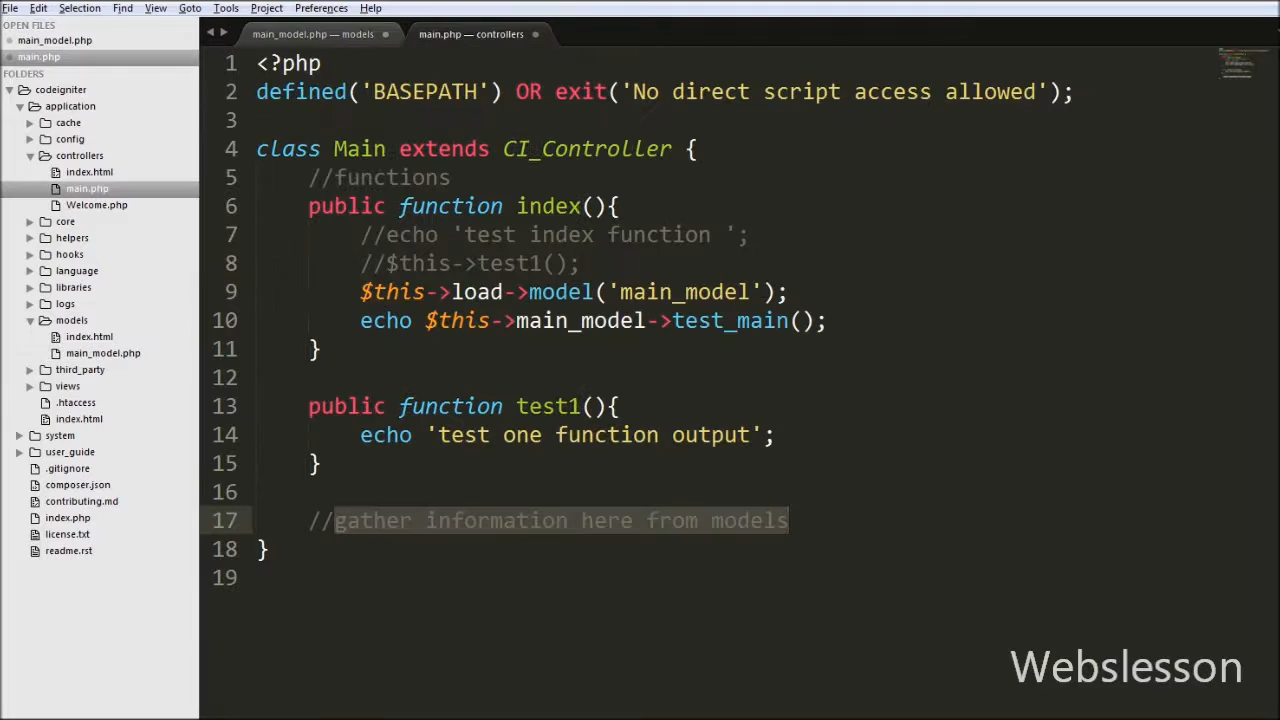 File Edit Selection Find View Goto Tools Project Preferences Help
OPEN FILES
main_model.php
main.php
FOLDERS
codeigniter
application
cache
config
controllers
index.html
main.php
Welcome.php
core
helpers
hooks
language
libraries
logs
models
index.html
main_model.php
third_party
views
.htaccess
index.html
system
user_guide
.gitignore
composer.json
contributing.md
index.php
license.txt
readme.rst
main_model.php — models
main.php — controllers
1 <?php
2 defined('BASEPATH') OR exit('No direct script access allowed');
3
4 class Main extends CI_Controller {
5 //functions
6 public function index(){
7 //echo 'test index function ';
8 //$this->test1();
9 $this->load->model('main_model');
10 echo $this->main_model->test_main();
11 }
12
13 public function test1(){
14 echo 'test one function output';
15 }
16
17 //gather information here from models
18 }
19
Webslesson